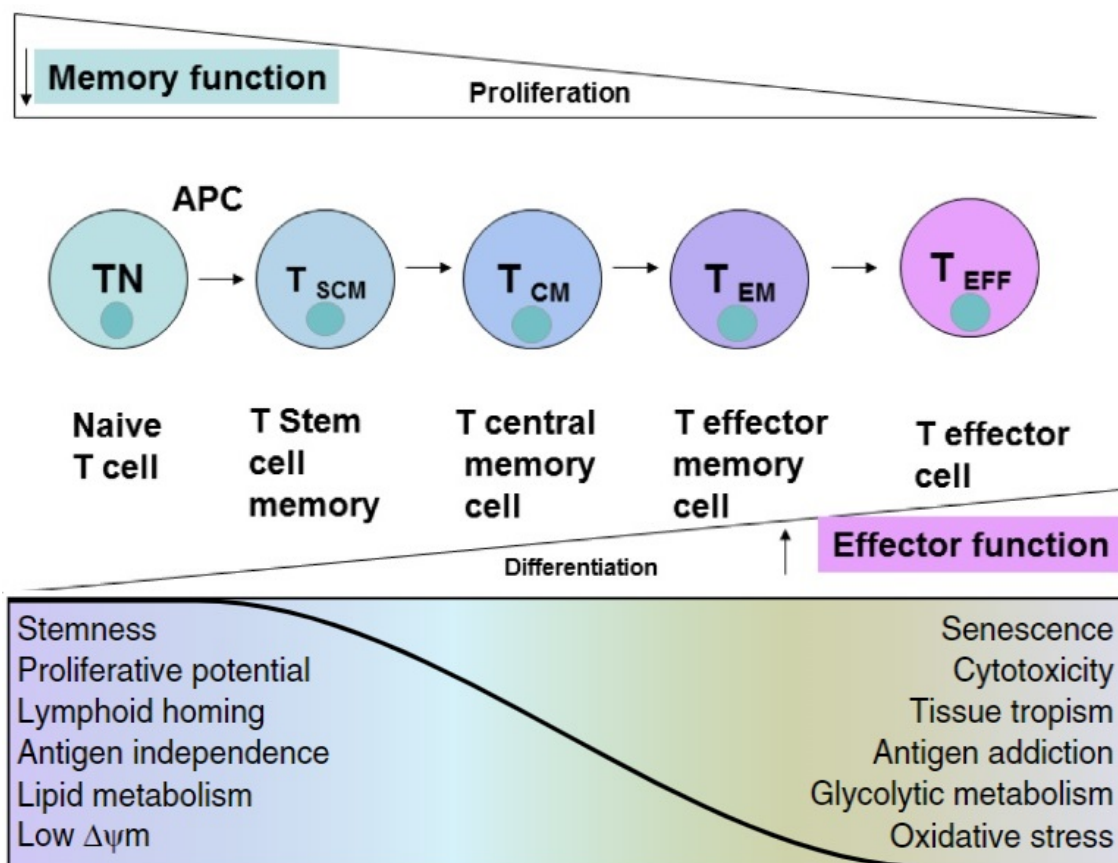 Memory function
Proliferation
APC
TN
T SCM
T CM
T EM
T EFF
Naive
T cell
T Stem
cell
memory
T central
memory
cell
T effector
memory
cell
T effector
cell
Effector function
Differentiation
Stemness
Proliferative potential
Lymphoid homing
Antigen independence
Lipid metabolism
Low Δψm
Senescence
Cytotoxicity
Tissue tropism
Antigen addiction
Glycolytic metabolism
Oxidative stress